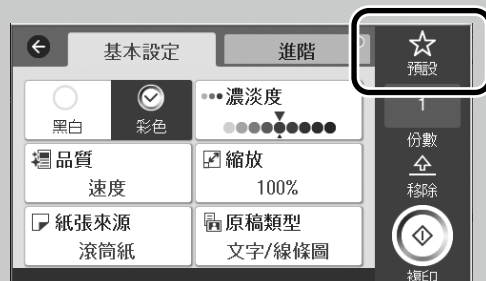 基本設定
進階
預設
黑白
彩色
濃淡度
1
份數
品質
速度
縮放
100%
移除
紙張來源
滾筒紙
原稿類型
文字/線條圖
複印